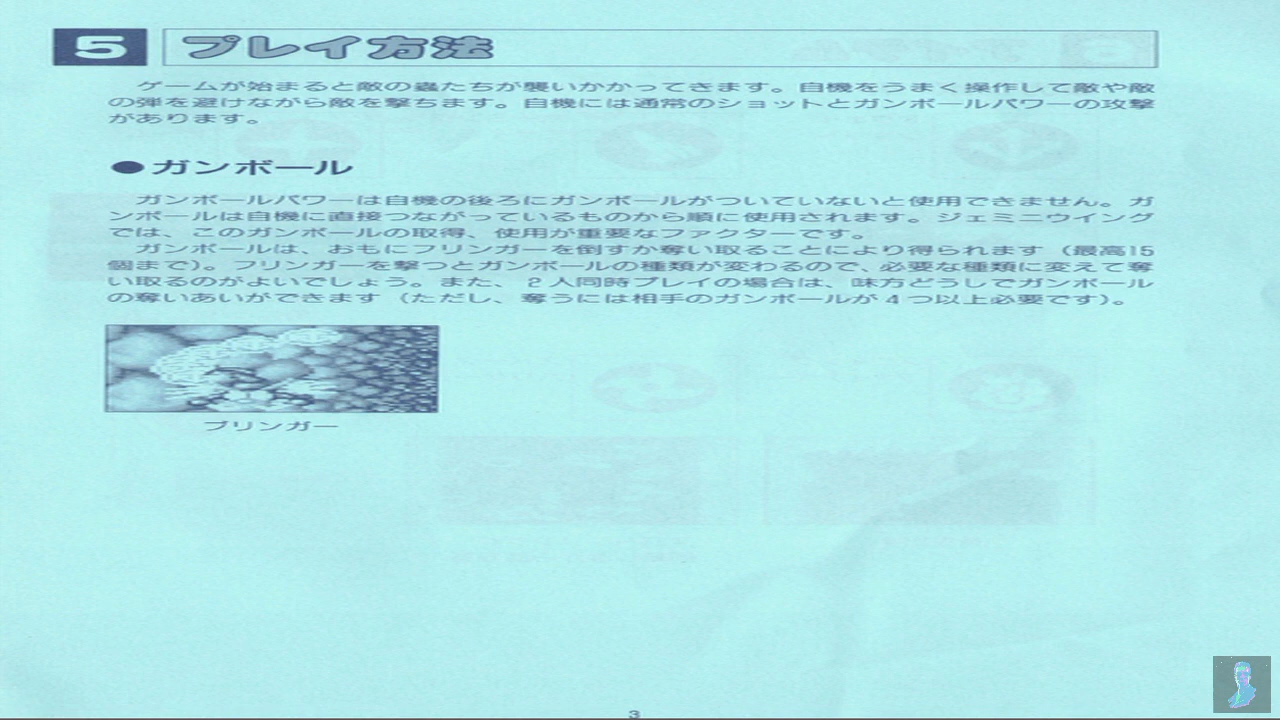 5 プレイ方法
ゲームが始まると敵の蟲たちが襲いかかってきます。自機をうまく操作して敵や敵
の弾を避けながら敵を撃ちます。自機には通常のショットとガンボールパワーの攻撃
があります。
●ガンボール
ガンボールパワーは自機の後ろにガンボールがついていないと使用できません。ガ
ンボールは自機に直接つながっているものから順に使用されます。ジェミニウイング
では、このガンボールの取得、使用が重要なファクターです。
ガンボールは、おもにブリンガーを倒すか奪い取ることにより得られます（最高15
個まで）。ブリンガーを撃つとガンボールの種類が変わるので、必要な種類に変えて奪
い取るのがよいでしょう。また、2人同時プレイの場合は、味方どうしでガンボール
の奪いあいができます（ただし、奪うには相手のガンボールが4つ以上必要です）。
ブリンガー
3